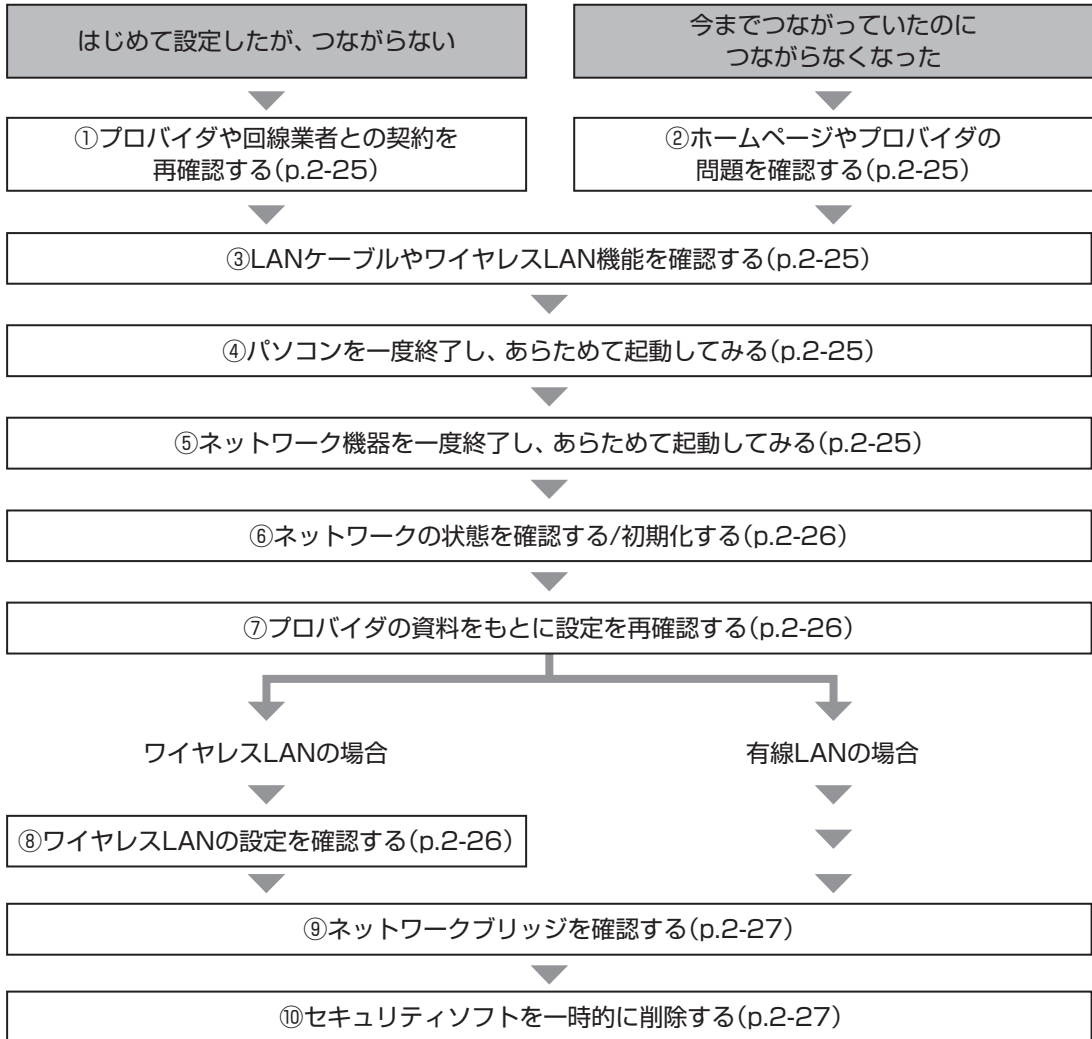 はじめて設定したが、つながらない
今までつながっていたのに
つながらなくなった
①プロバイダや回線業者との契約を
再確認する(p.2-25)
②ホームページやプロバイダの
問題を確認する(p.2-25)
③LANケーブルやワイヤレスLAN機能を確認する(p.2-25)
④パソコンを一度終了し、あらためて起動してみる(p.2-25)
⑤ネットワーク機器を一度終了し、あらためて起動してみる(p.2-25)
⑥ネットワークの状態を確認する/初期化する(p.2-26)
⑦プロバイダの資料をもとに設定を再確認する(p.2-26)
ワイヤレスLANの場合
有線LANの場合
⑧ワイヤレスLANの設定を確認する(p.2-26)
⑨ネットワークブリッジを確認する(p.2-27)
⑩セキュリティソフトを一時的に削除する(p.2-27)